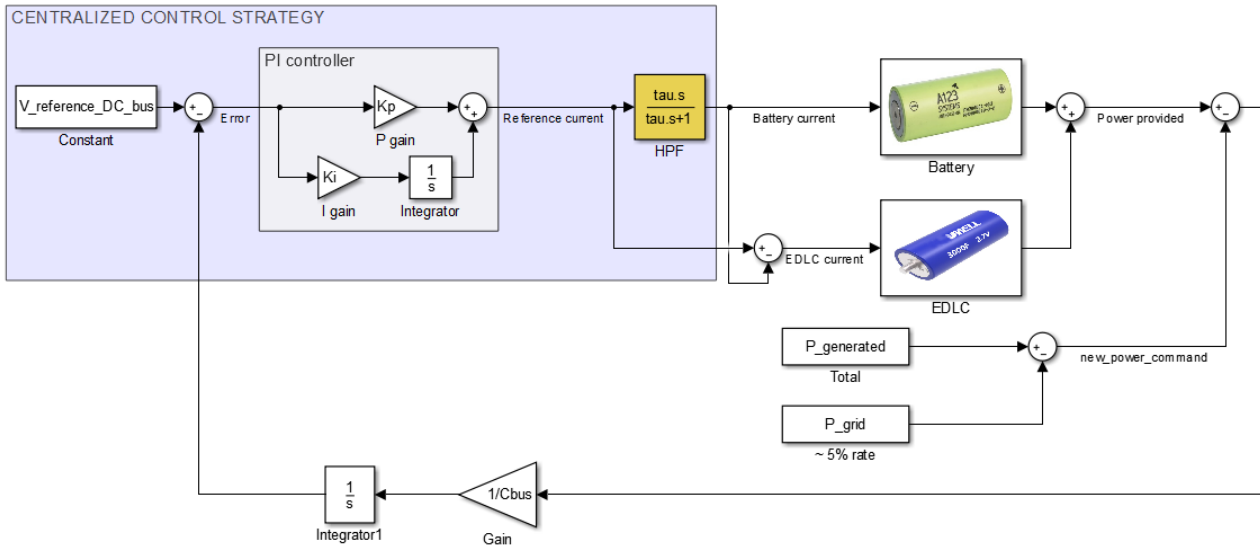 CENTRALIZED CONTROL STRATEGY
PI controller
V_reference_DC_bus
Constant
+
−
Error
Kp
P gain
Ki
I gain
1
s
Integrator
+
+
Reference current
tau.s
tau.s+1
HPF
Battery current
A123
SYSTEMS
Battery
+
−
EDLC current
3000F 2.7V
EDLC
+
+
Power provided
+
−
P_generated
Total
+
−
new_power_command
P_grid
~ 5% rate
1
s
Integrator1
1/Cbus
Gain